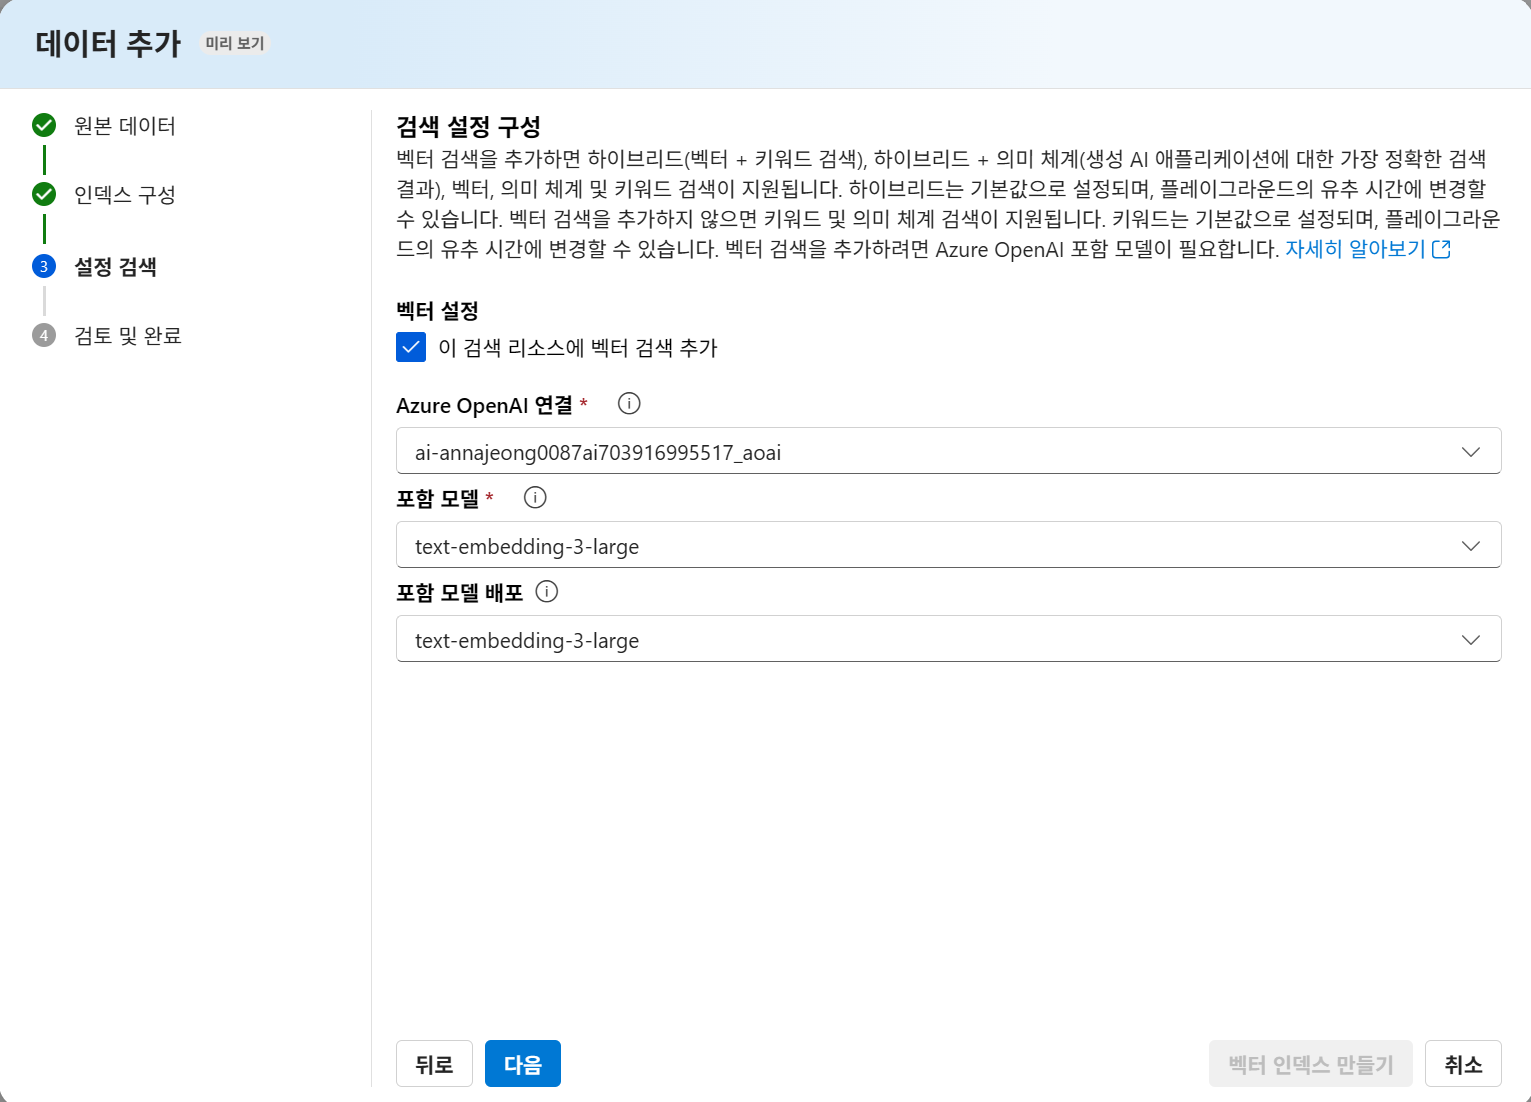 데이터 추가 미리 보기
원본 데이터
인덱스 구성
3 설정 검색
4 검토 및 완료
검색 설정 구성
벡터 검색을 추가하면 하이브리드(벡터 + 키워드 검색), 하이브리드 + 의미 체계(생성 AI 애플리케이션에 대한 가장 정확한 검색
결과), 벡터, 의미 체계 및 키워드 검색이 지원됩니다. 하이브리드는 기본값으로 설정되며, 플레이그라운드의 유추 시간에 변경할
수 있습니다. 벡터 검색을 추가하지 않으면 키워드 및 의미 체계 검색이 지원됩니다. 키워드는 기본값으로 설정되며, 플레이그라운
드의 유추 시간에 변경할 수 있습니다. 벡터 검색을 추가하려면 Azure OpenAI 포함 모델이 필요합니다. 자세히 알아보기
벡터 설정
이 검색 리소스에 벡터 검색 추가
Azure OpenAI 연결 *
ai-annajeong0087ai703916995517_aoai
포함 모델 *
text-embedding-3-large
포함 모델 배포
text-embedding-3-large
뒤로 다음 벡터 인덱스 만들기 취소